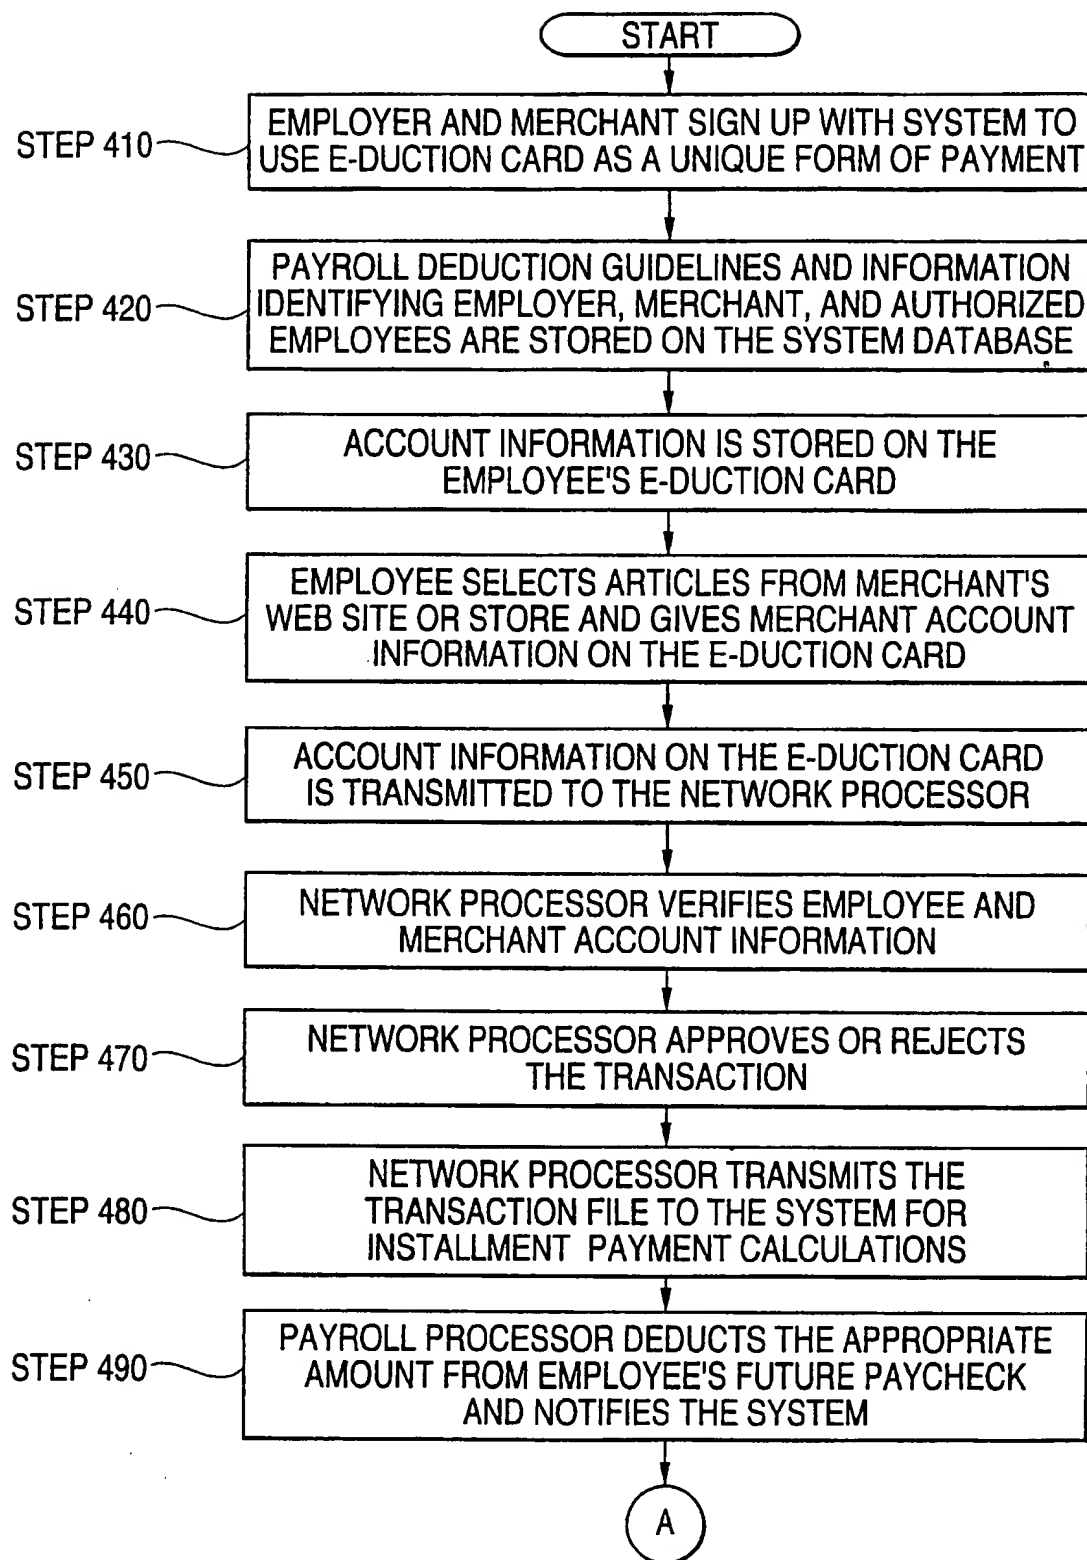 START
STEP 410
EMPLOYER AND MERCHANT SIGN UP WITH SYSTEM TO
USE E-DUCTION CARD AS A UNIQUE FORM OF PAYMENT
STEP 420
PAYROLL DEDUCTION GUIDELINES AND INFORMATION
IDENTIFYING EMPLOYER, MERCHANT, AND AUTHORIZED
EMPLOYEES ARE STORED ON THE SYSTEM DATABASE
STEP 430
ACCOUNT INFORMATION IS STORED ON THE
EMPLOYEE'S E-DUCTION CARD
STEP 440
EMPLOYEE SELECTS ARTICLES FROM MERCHANT'S
WEB SITE OR STORE AND GIVES MERCHANT ACCOUNT
INFORMATION ON THE E-DUCTION CARD
STEP 450
ACCOUNT INFORMATION ON THE E-DUCTION CARD
IS TRANSMITTED TO THE NETWORK PROCESSOR
STEP 460
NETWORK PROCESSOR VERIFIES EMPLOYEE AND
MERCHANT ACCOUNT INFORMATION
STEP 470
NETWORK PROCESSOR APPROVES OR REJECTS
THE TRANSACTION
STEP 480
NETWORK PROCESSOR TRANSMITS THE
TRANSACTION FILE TO THE SYSTEM FOR
INSTALLMENT PAYMENT CALCULATIONS
STEP 490
PAYROLL PROCESSOR DEDUCTS THE APPROPRIATE
AMOUNT FROM EMPLOYEE'S FUTURE PAYCHECK
AND NOTIFIES THE SYSTEM
A